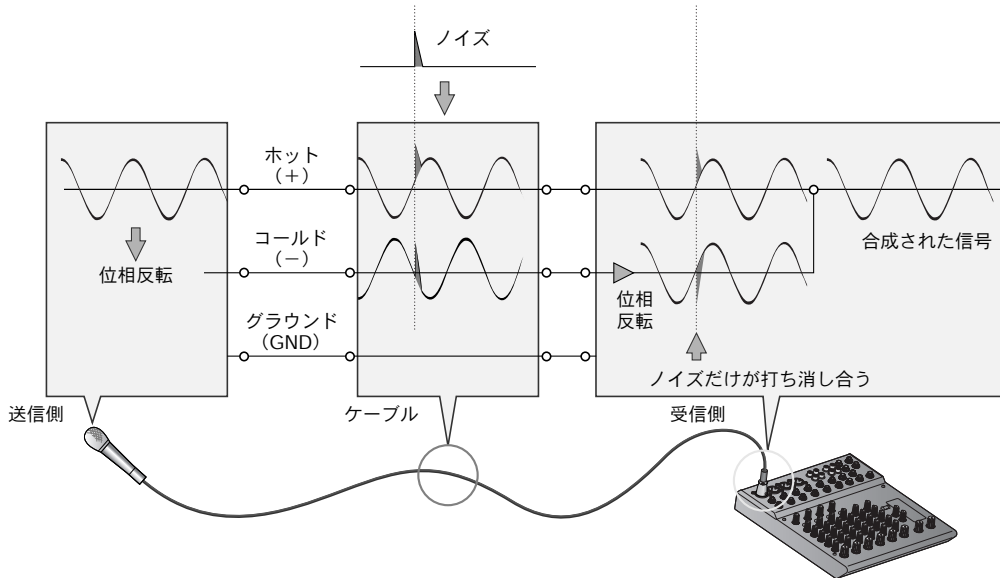 ノイズ
ホット
（＋）
コールド
（－）
位相反転
グラウンド
（GND）
合成された信号
位相
反転
ノイズだけが打ち消し合う
送信側
ケーブル
受信側